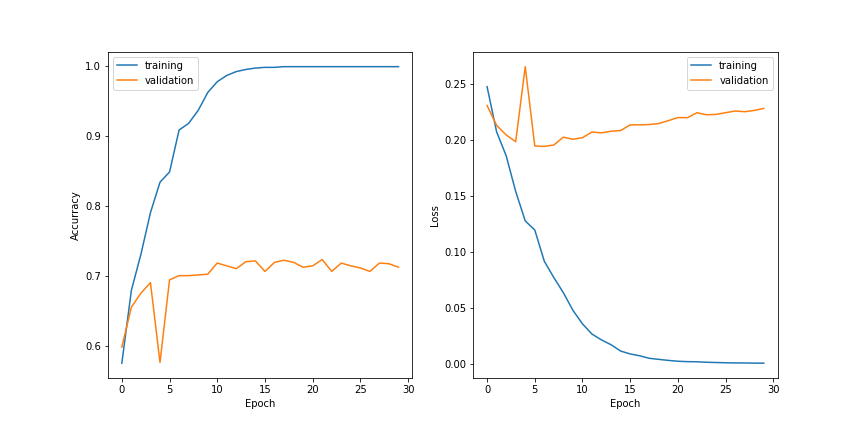 training
validation
1.0
0.9
0.8
0.7
0.6
Accurracy
0 5 10 15 20 25 30
Epoch
training
validation
0.25
0.20
0.15
0.10
0.05
0.00
Loss
0 5 10 15 20 25 30
Epoch